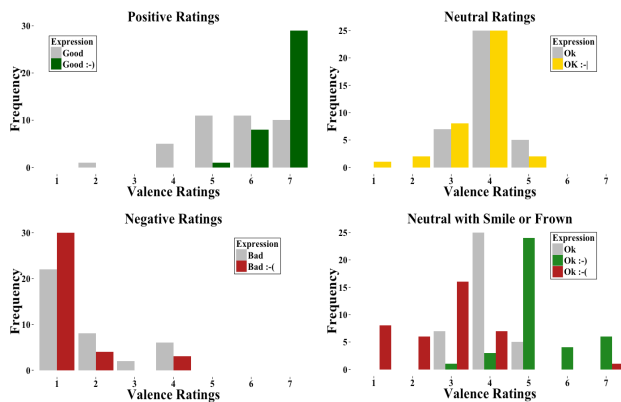 Positive Ratings
Expression
Good
Good :-)
Frequency
30
20
10
0
1 2 3 4 5 6 7
Valence Ratings
Neutral Ratings
Expression
Ok
OK :-|
Frequency
25
20
15
10
5
0
1 2 3 4 5 6 7
Valence Ratings
Negative Ratings
Expression
Bad
Bad :-(
Frequency
30
20
10
0
1 2 3 4 5 6 7
Valence Ratings
Neutral with Smile or Frown
Expression
Ok
Ok :-)
Ok :-(
Frequency
25
20
15
10
5
0
1 2 3 4 5 6 7
Valence Ratings